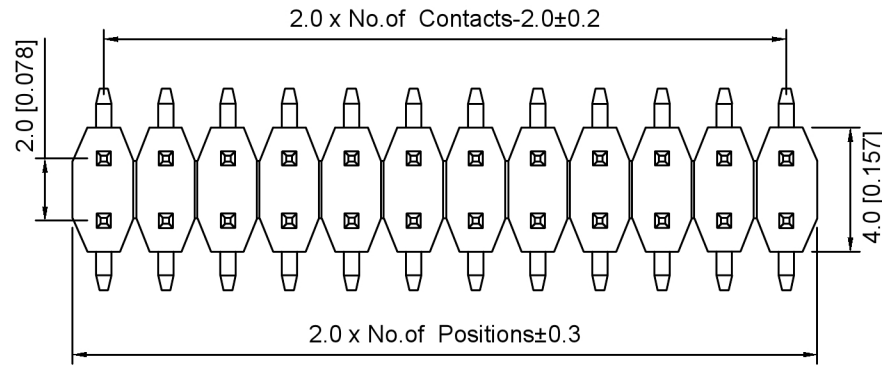 2.0 x No.of Contacts-2.0±0.2
2.0 [0.078]
4.0 [0.157]
2.0 x No.of Positions±0.3